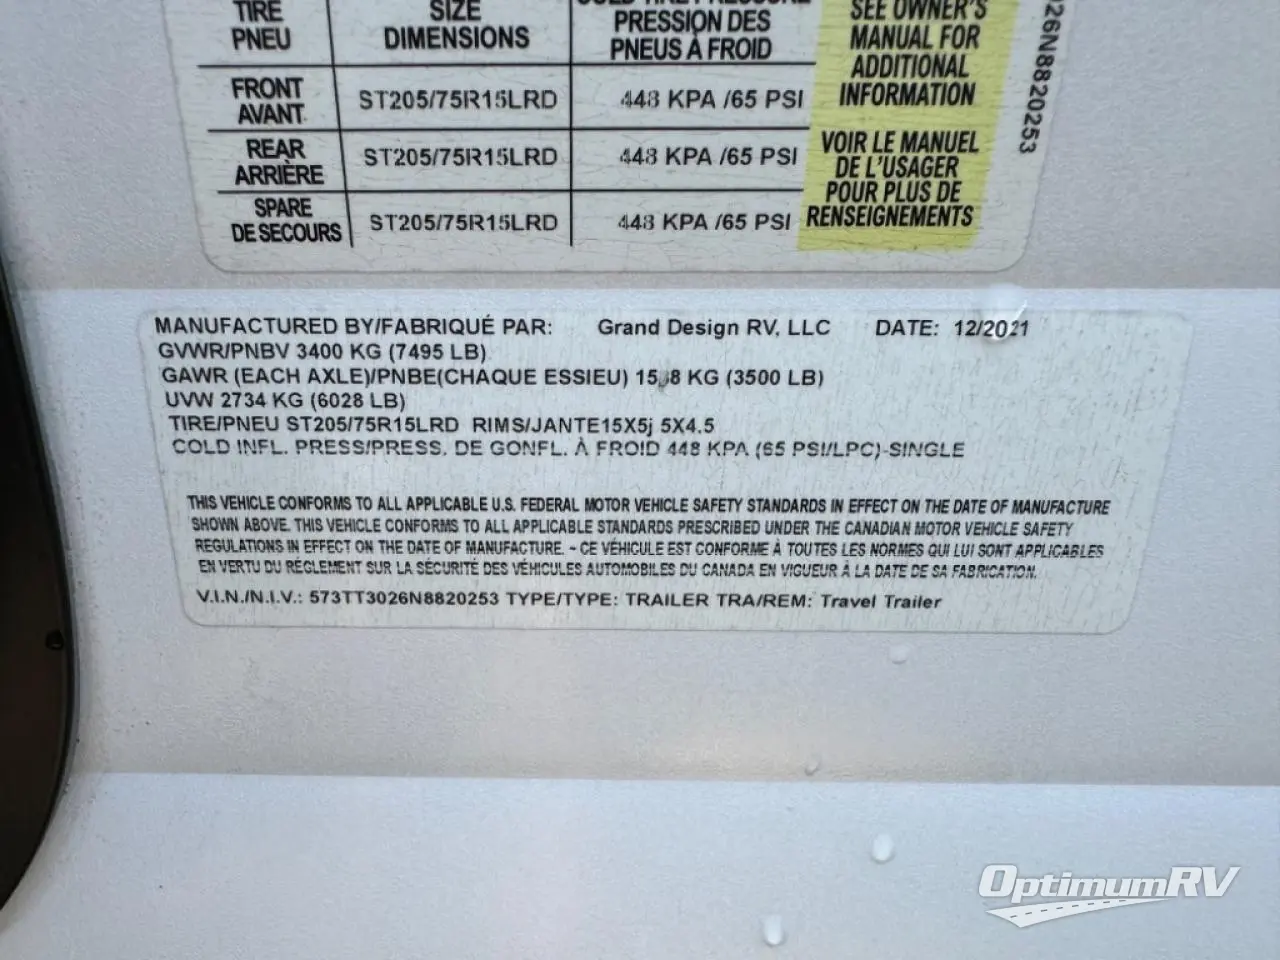 TIRE
PNEU
SIZE
DIMENSIONS
COLD TIRE PRESSURE
PRESSION DES
PNEUS À FROID
SEE OWNER'S
MANUAL FOR
ADDITIONAL
INFORMATION
VOIR LE MANUEL
DE L'USAGER
POUR PLUS DE
RENSEIGNEMENTS
FRONT
AVANT
ST205/75R15LRD
448 KPA /65 PSI
REAR
ARRIÈRE
ST205/75R15LRD
448 KPA /65 PSI
SPARE
DE SECOURS
ST205/75R15LRD
448 KPA /65 PSI
26N8820253
MANUFACTURED BY/FABRIQUÉ PAR: Grand Design RV, LLC DATE: 12/2021
GVWR/PNBV 3400 KG (7495 LB)
GAWR (EACH AXLE)/PNBE(CHAQUE ESSIEU) KG (3500 LB)
UVW 2734 KG (6028 LB)
TIRE/PNEU ST205/75R15LRD RIMS/JANTE15X5j 5X4.5
COLD INFL. PRESS/PRESS. DE GONFL. À FROID 448 KPA (65 PSI/LPC)-SINGLE
THIS VEHICLE CONFORMS TO ALL APPLICABLE U.S. FEDERAL MOTOR VEHICLE SAFETY STANDARDS IN EFFECT ON THE DATE OF MANUFACTURE
SHOWN ABOVE. THIS VEHICLE CONFORMS TO ALL APPLICABLE STANDARDS PRESCRIBED UNDER THE CANADIAN MOTOR VEHICLE SAFETY
REGULATIONS IN EFFECT ON THE DATE OF MANUFACTURE. - CE VÉHICULE EST CONFORME À TOUTES LES NORMES QUI LUI SONT APPLICABLES
EN VERTU DU RÈGLEMENT SUR LA SÉCURITÉ DES VÉHICULES AUTOMOBILES DU CANADA EN VIGUEUR À LA DATE DE SA FABRICATION.
V.I.N./N.I.V.: 573TT3026N8820253 TYPE/TYPE: TRAILER TRA/REM: Travel Trailer
OptimumRV